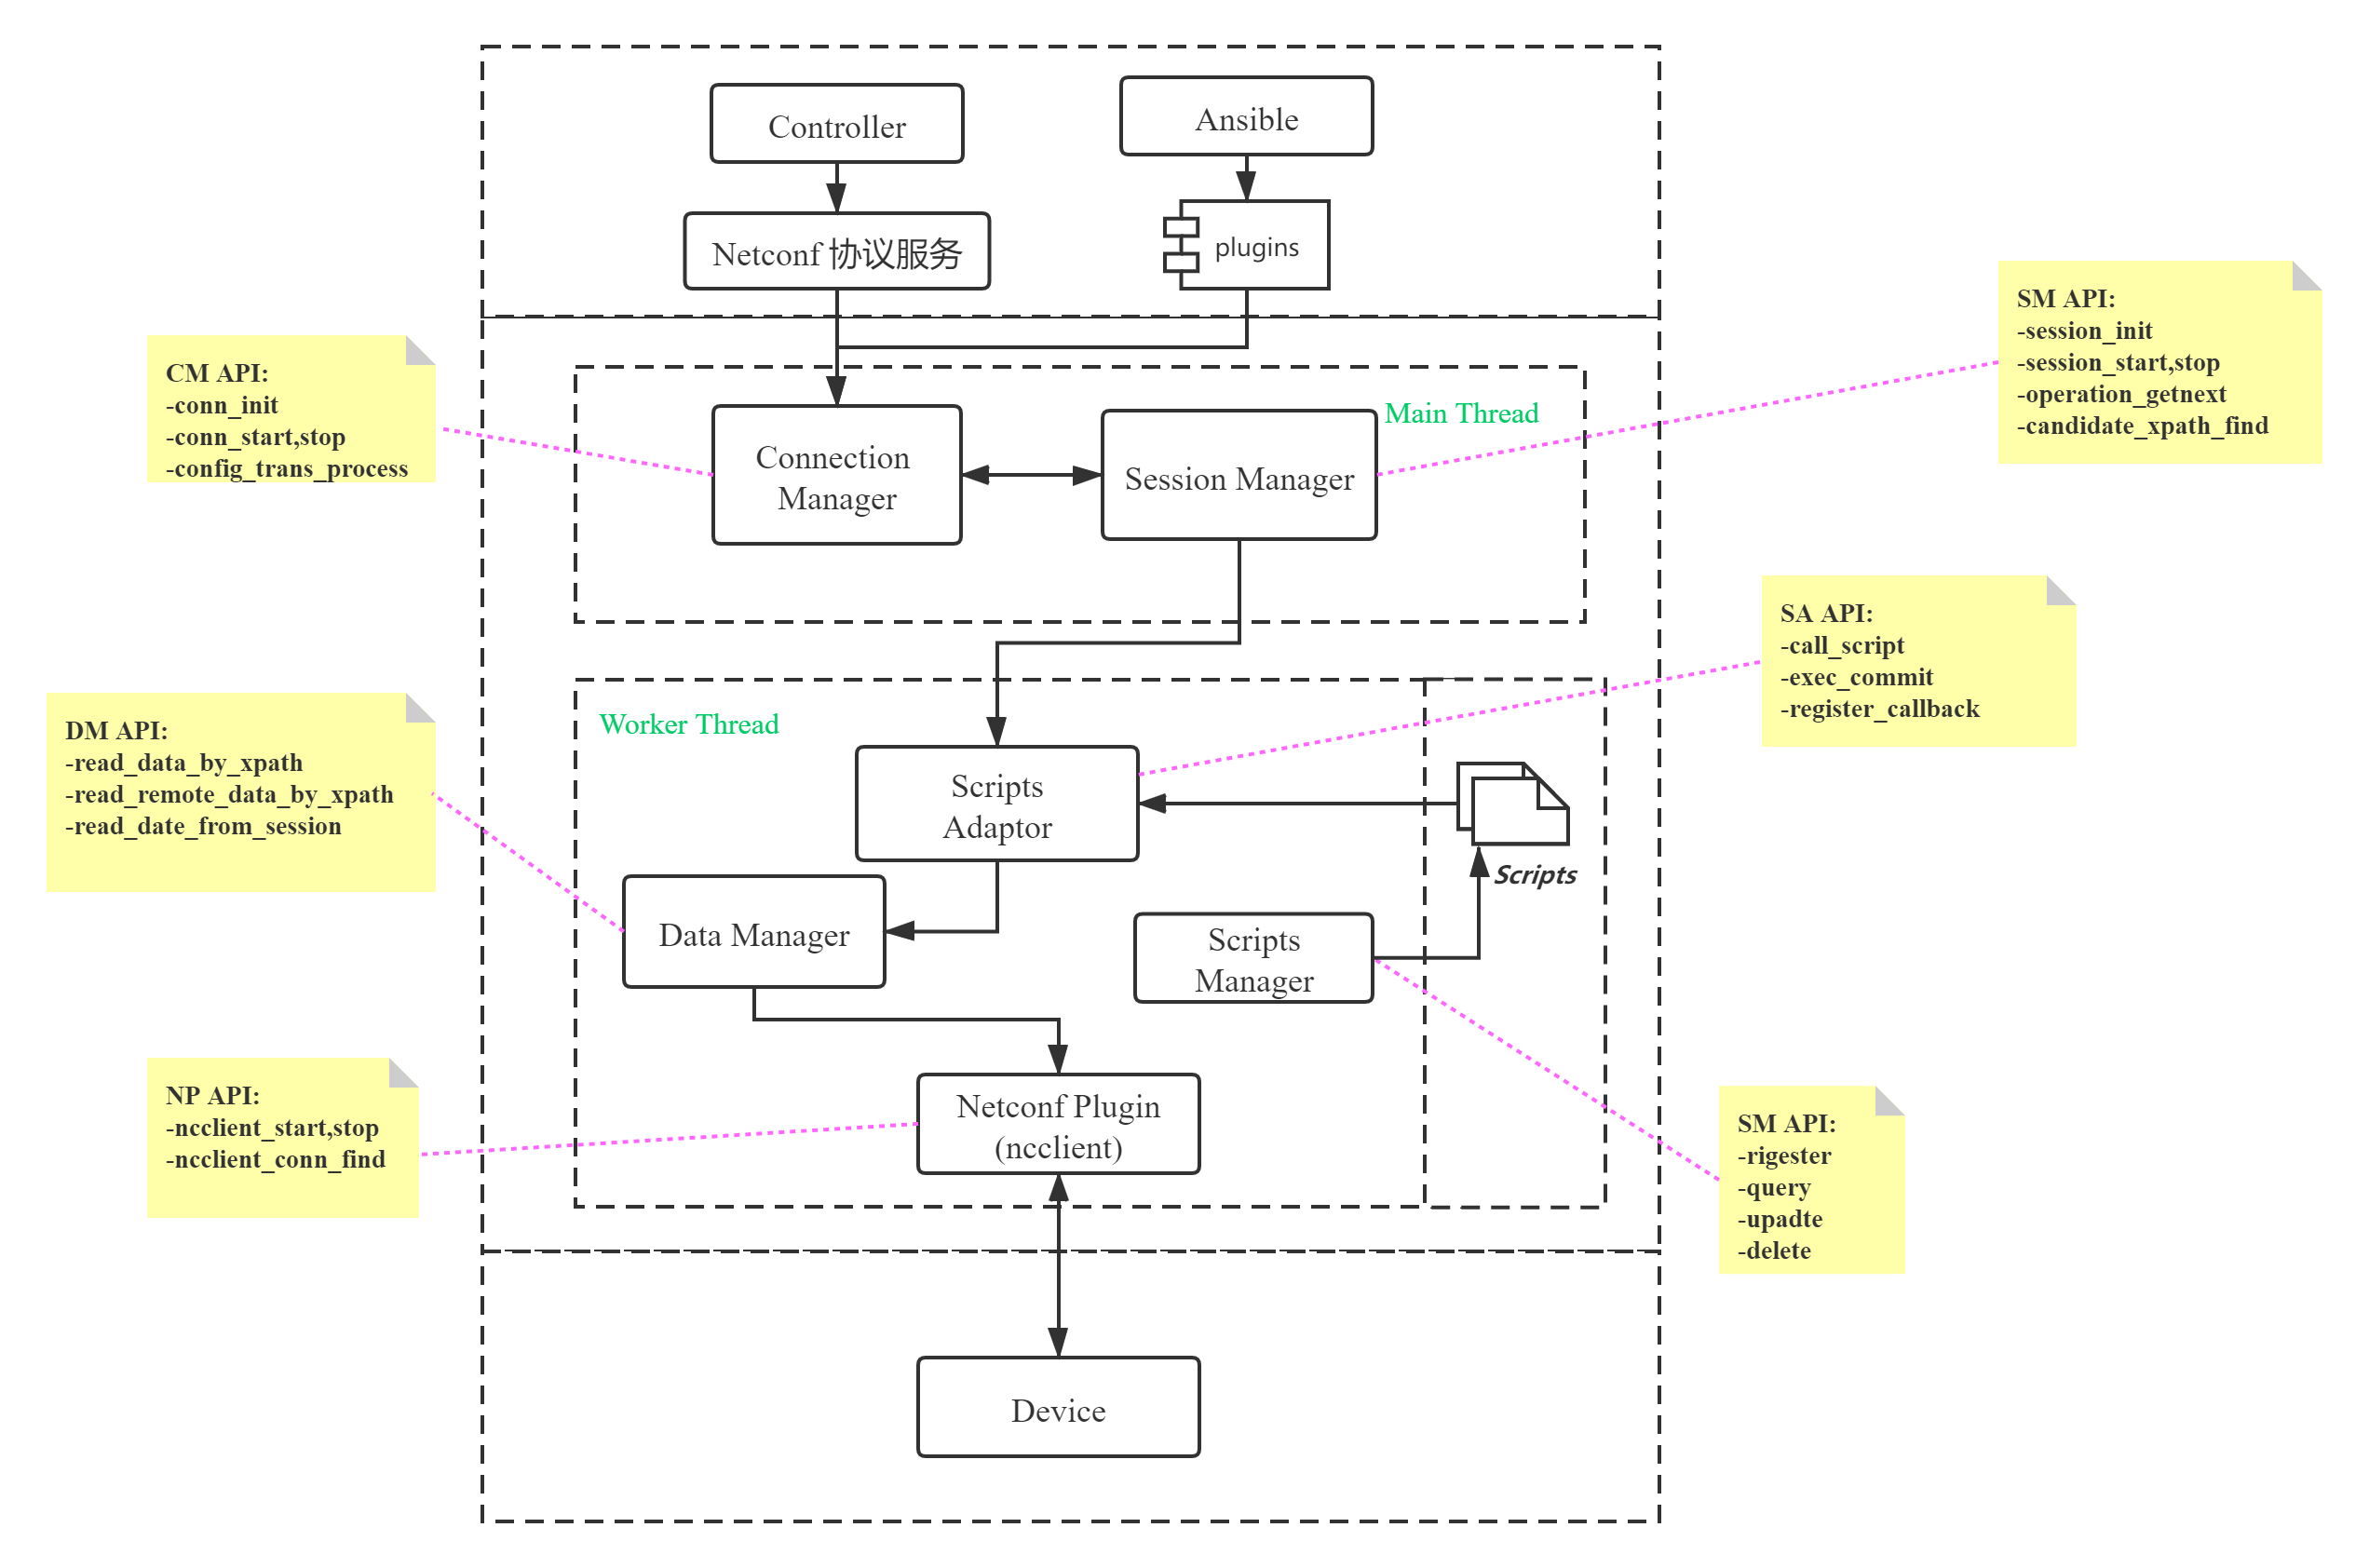 Controller
Ansible
Netconf 协议服务
plugins
SM API:
-session_init
-session_start,stop
-operation_getnext
-candidate_xpath_find
CM API:
-conn_init
-conn_start,stop
-config_trans_process
Main Thread
Connection
Manager
Session Manager
SA API:
-call_script
-exec_commit
-register_callback
DM API:
-read_data_by_xpath
-read_remote_data_by_xpath
-read_date_from_session
Worker Thread
Scripts
Adaptor
Scripts
Data Manager
Scripts
Manager
NP API:
-ncclient_start,stop
-ncclient_conn_find
Netconf Plugin
(ncclient)
SM API:
-rigester
-query
-upadte
-delete
Device